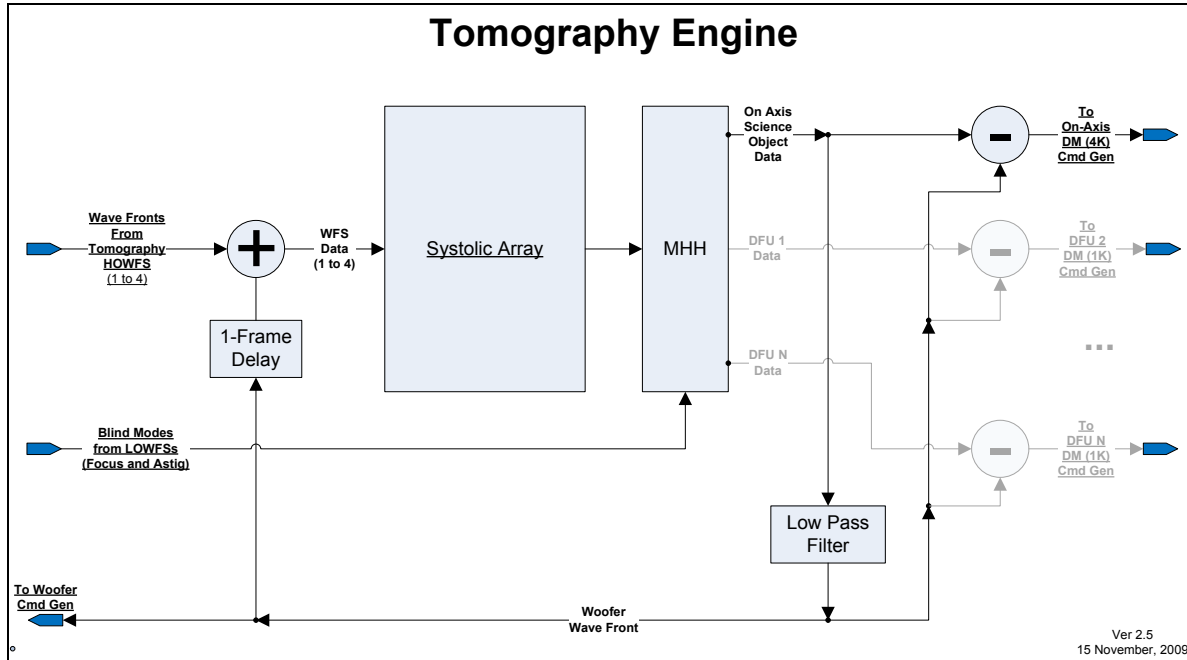 Tomography Engine
On Axis
Science
Object
Data
-
To
On-Axis
DM (4K)
Cmd Gen
Wave Fronts
From
Tomography
HOWFS
(1 to 4)
+
WFS
Data
(1 to 4)
Systolic Array
MHH
DFU 1
Data
-
To
DFU 2
DM (1K)
Cmd Gen
1-Frame
Delay
...
DFU N
Data
Blind Modes
from LOWFSs
(Focus and Astig)
-
To
DFU N
DM (1K)
Cmd Gen
Low Pass
Filter
To Woofer
Cmd Gen
Woofer
Wave Front
Ver 2.5
15 November, 2009